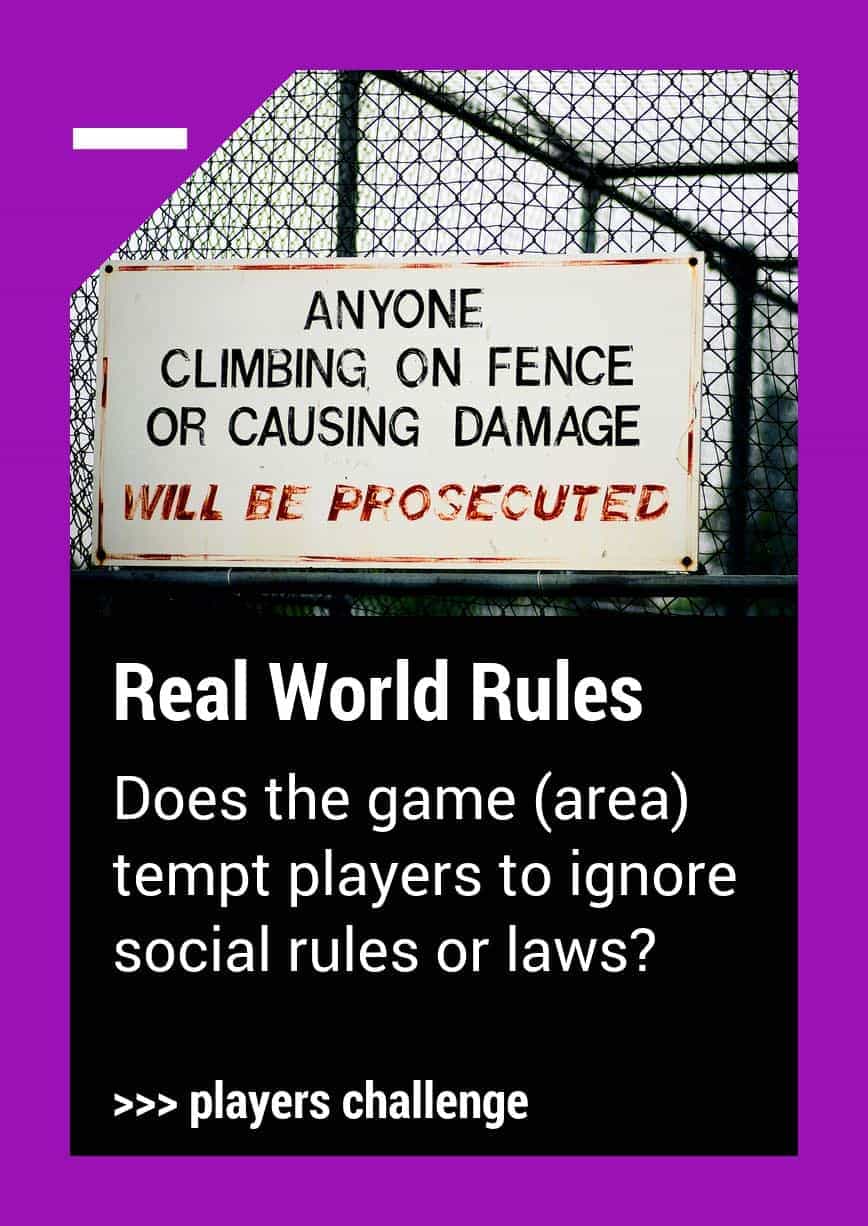 ANYONE
CLIMBING ON FENCE
OR CAUSING DAMAGE
WILL BE PROSECUTED
Real World Rules
Does the game (area)
tempt players to ignore
social rules or laws?
>>> players challenge